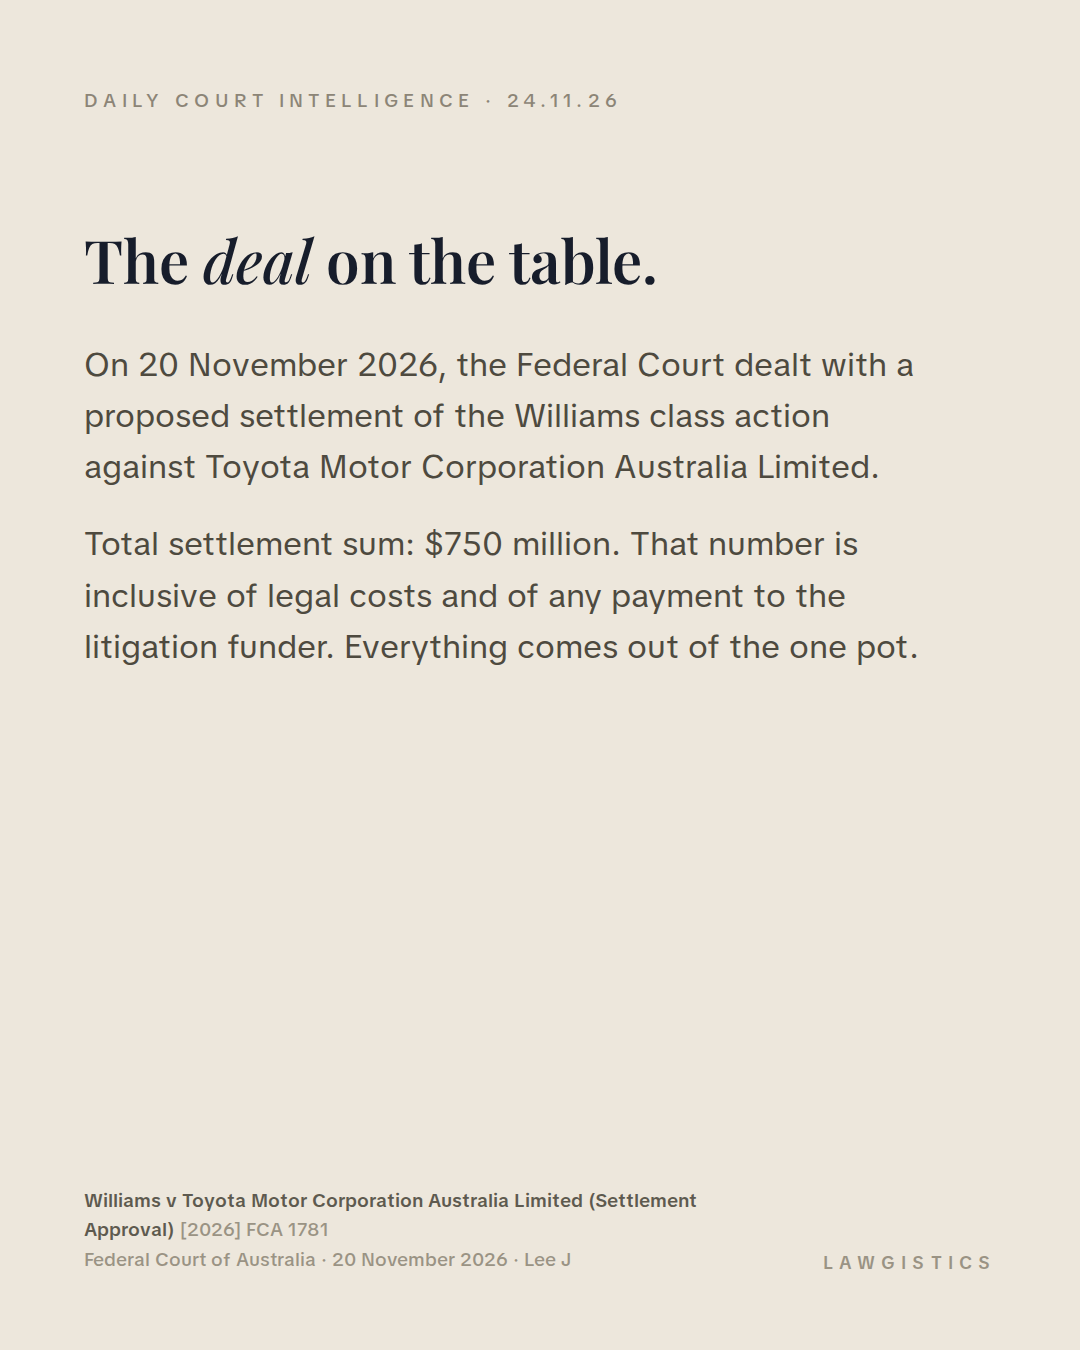 DAILY COURT INTELLIGENCE · 24.11.26
The deal on the table.
On 20 November 2026, the Federal Court dealt with a
proposed settlement of the Williams class action
against Toyota Motor Corporation Australia Limited.
Total settlement sum: $750 million. That number is
inclusive of legal costs and of any payment to the
litigation funder. Everything comes out of the one pot.
Williams v Toyota Motor Corporation Australia Limited (Settlement
Approval) [2026] FCA 1781
Federal Court of Australia · 20 November 2026 · Lee J
LAWGISTICS